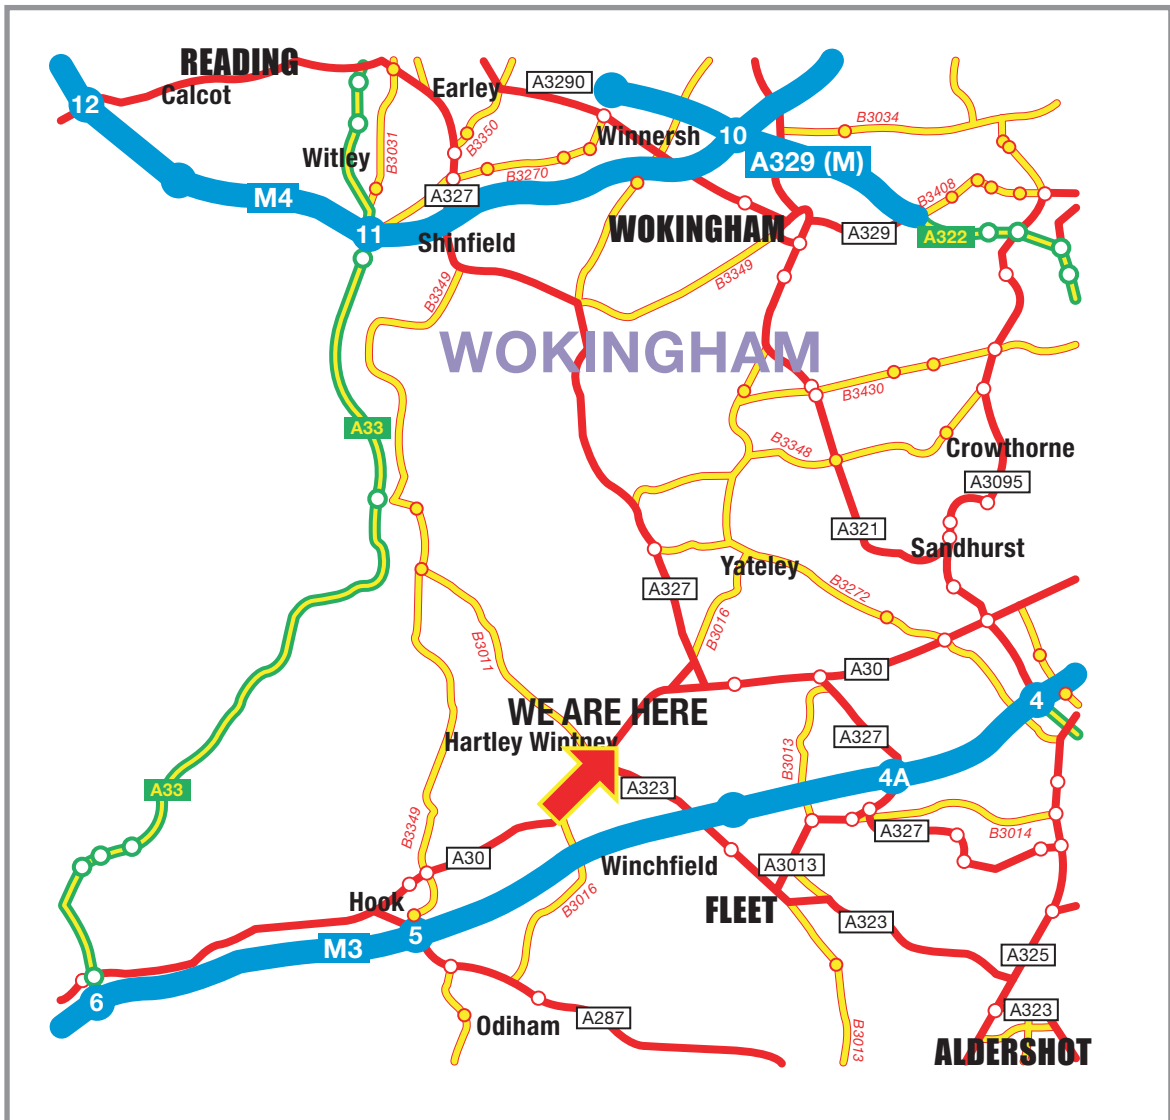 READING
Calcot
12
Earley
A3290
B3031
B3350
Witley
B3270
A327
Winnersh
10
B3034
A329 (M)
M4
11
Shinfield
WOKINGHAM
A329
B3408
A322
B3349
B3349
WOKINGHAM
A33
B3430
B3348
Crowthorne
A3095
A321
Sandhurst
Yateley
A327
B3272
B3016
B3011
A30
WE ARE HERE
Hartley Wintney
4
A327
B3013
4A
A323
A33
B3349
A30
A327
B3014
Winchfield
A3013
Hook
B3016
FLEET
A323
5
M3
A325
6
Odiham
A287
A323
B3013
ALDERSHOT